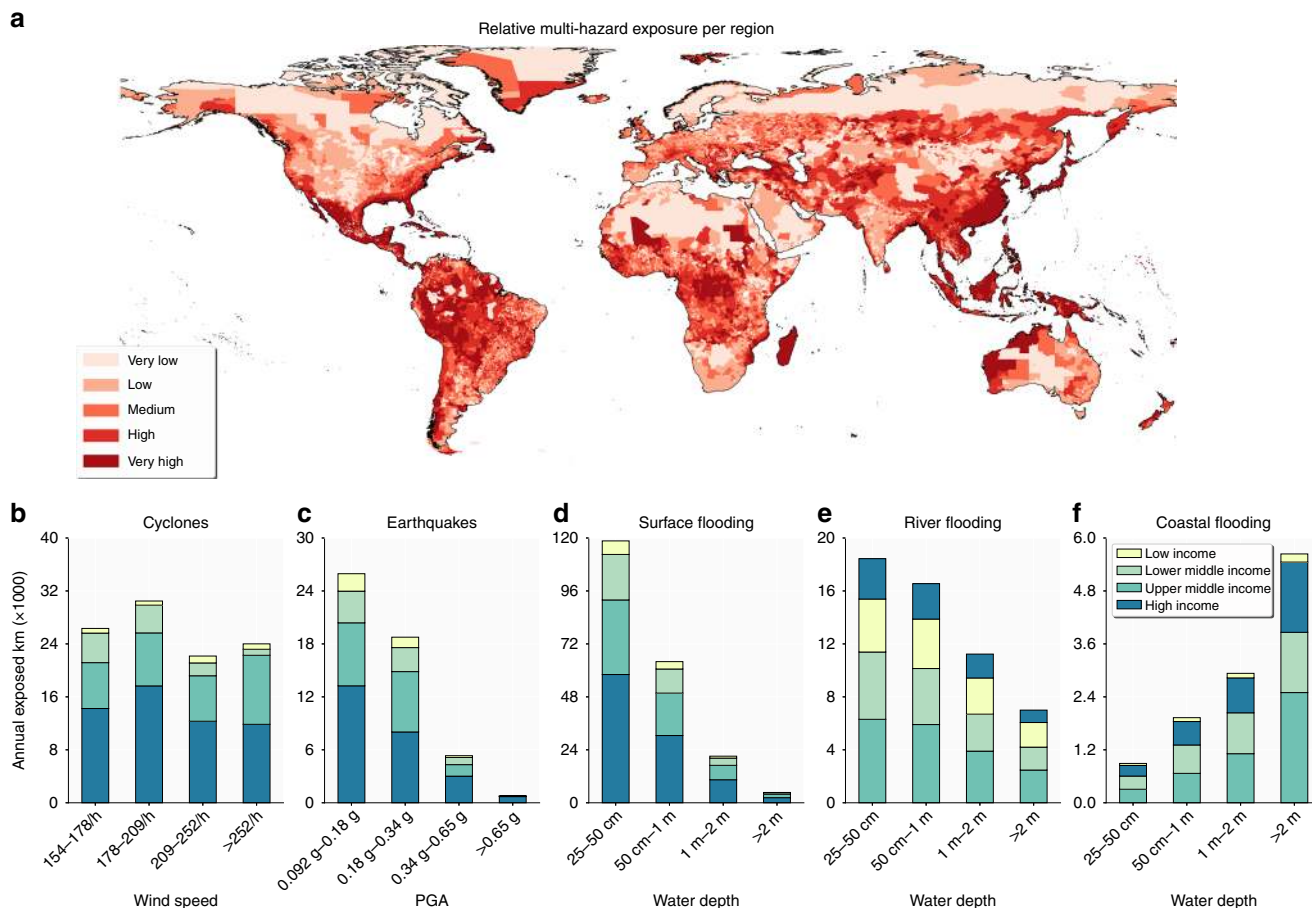 a
Relative multi-hazard exposure per region
Very low
Low
Medium
High
Very high
b
Cyclones
40
32
24
16
8
0
Annual exposed km (×1000)
154–178/h
178–209/h
209–252/h
>252/h
Wind speed
c
Earthquakes
30
24
18
12
6
0
0.092 g–0.18 g
0.18 g–0.34 g
0.34 g–0.65 g
>0.65 g
PGA
d
Surface flooding
120
96
72
48
24
0
25–50 cm
50 cm–1 m
1 m–2 m
>2 m
Water depth
e
River flooding
20
16
12
8
4
0
25–50 cm
50 cm–1 m
1 m–2 m
>2 m
Water depth
f
Coastal flooding
6.0
4.8
3.6
2.4
1.2
0.0
Low income
Lower middle income
Upper middle income
High income
25–50 cm
50 cm–1 m
1 m–2 m
>2 m
Water depth